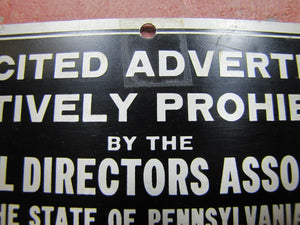 CITED ADVERTI
TIVELY PROHIB
BY THE
L DIRECTORS ASSO
HE STATE OF PENNSYLVANIA